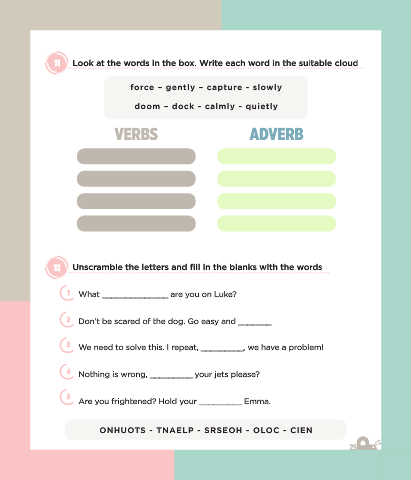 Look at the words in the box. Write each word in the suitable cloud
force – gently – capture - slowly
doom – dock - calmly - quietly
VERBS
ADVERB
Unscramble the letters and fill in the blanks with the words
1 What ______________ are you on Luke?
2 Don't be scared of the dog. Go easy and _______
3 We need to solve this. I repeat, _________, we have a problem!
4 Nothing is wrong, _________ your jets please?
5 Are you frightened? Hold your _________ Emma.
ONHUOTS - TNAELP - SRSEOH - OLOC - CIEN